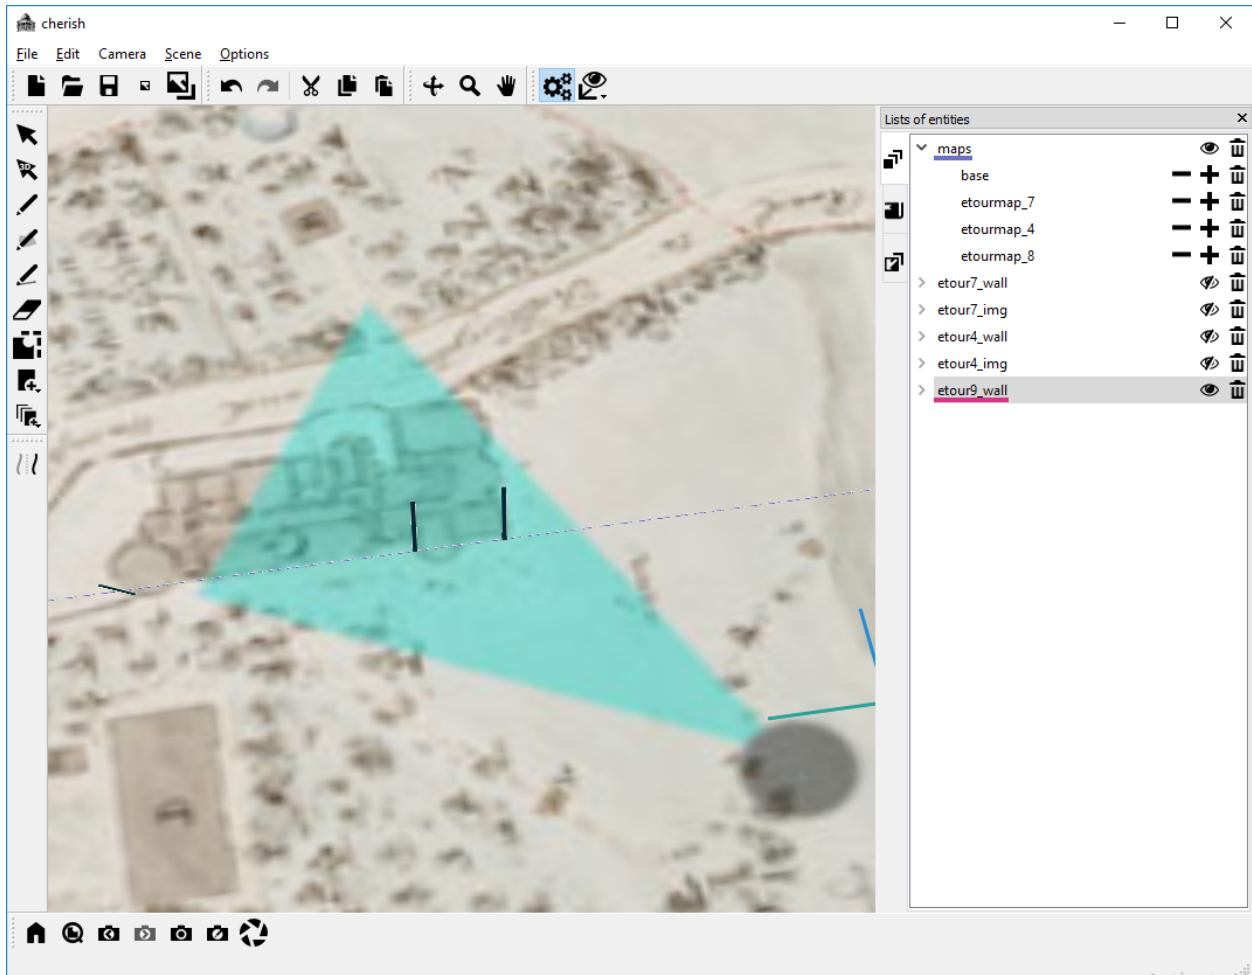 cherish
File Edit Camera Scene Options
Lists of entities
maps
base
etourmap_7
etourmap_4
etourmap_8
etour7_wall
etour7_img
etour4_wall
etour4_img
etour9_wall